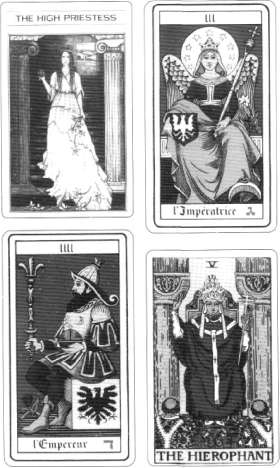 THE HIGH PRIESTESS
III
l'Imperatrice
IIII
l'Empereur
V
THE HIEROPHANT